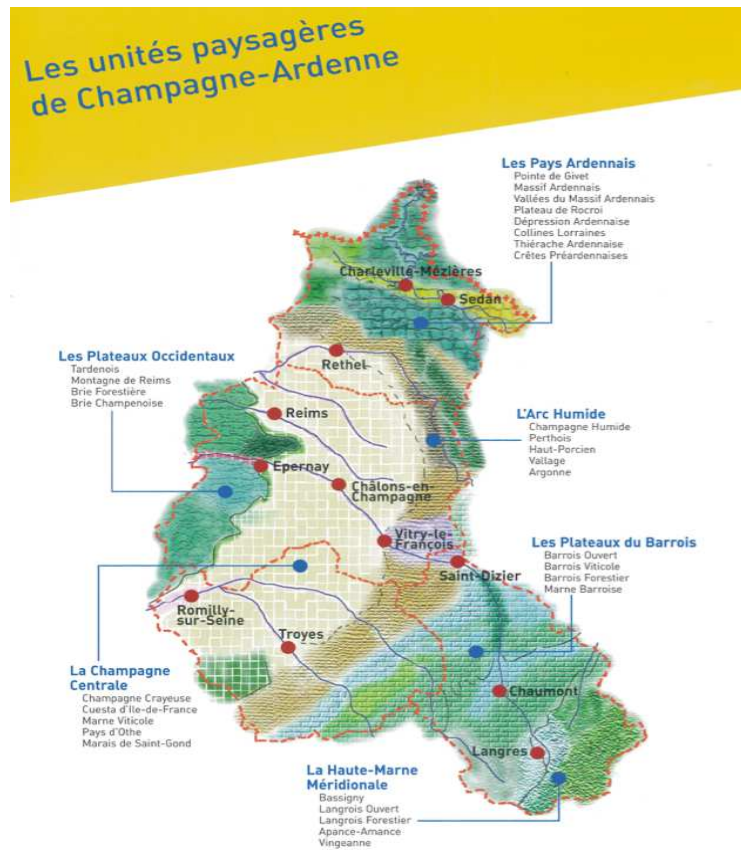 Les unités paysagères
de Champagne-Ardenne
Les Pays Ardennais
Pointe de Givet
Massif Ardennais
Vallées du Massif Ardennais
Plateau de Rocroi
Dépression Ardennaise
Collines Lorraines
Thiérache Ardennaise
Crêtes Préardennaises
Charleville-Mézières
Sedan
Les Plateaux Occidentaux
Tardenois
Montagne de Reims
Brie Forestière
Brie Champenoise
Rethel
Reims
L'Arc Humide
Champagne Humide
Perthois
Haut-Porcien
Vallage
Argonne
Epernay
Châlons-en-
Champagne
Vitry-le-
François
Les Plateaux du Barrois
Barrois Ouvert
Barrois Viticole
Barrois Forestier
Marne Barroise
Saint-Dizier
Romilly-
sur-Seine
Troyes
La Champagne
Centrale
Champagne Crayeuse
Cuesta d'Ile-de-France
Marne Viticole
Pays d'Othe
Marais de Saint-Gond
Chaumont
Langres
La Haute-Marne
Méridionale
Bassigny
Langrois Ouvert
Langrois Forestier
Apance-Amance
Vingeanne